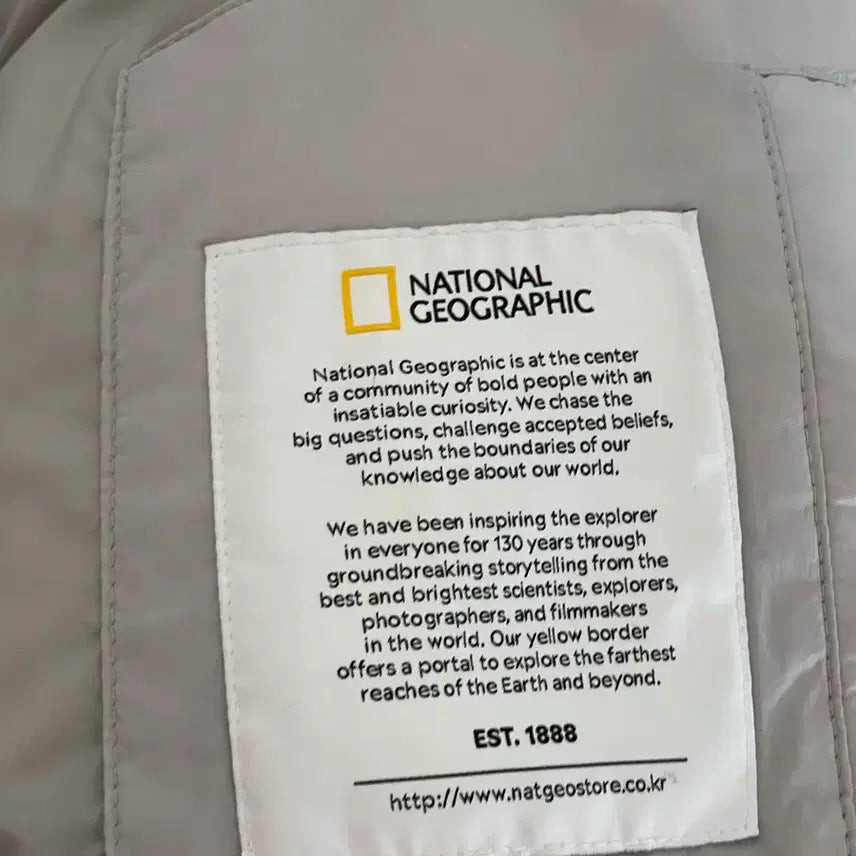 NATIONAL
GEOGRAPHIC
National Geographic is at the center
of a community of bold people with an
insatiable curiosity. We chase the
big questions, challenge accepted beliefs,
and push the boundaries of our
knowledge about our world.
We have been inspiring the explorer
in everyone for 130 years through
groundbreaking storytelling from the
best and brightest scientists, explorers,
photographers, and filmmakers
in the world. Our yellow border
offers a portal to explore the farthest
reaches of the Earth and beyond.
EST. 1888
http://www.natgeostore.co.kr